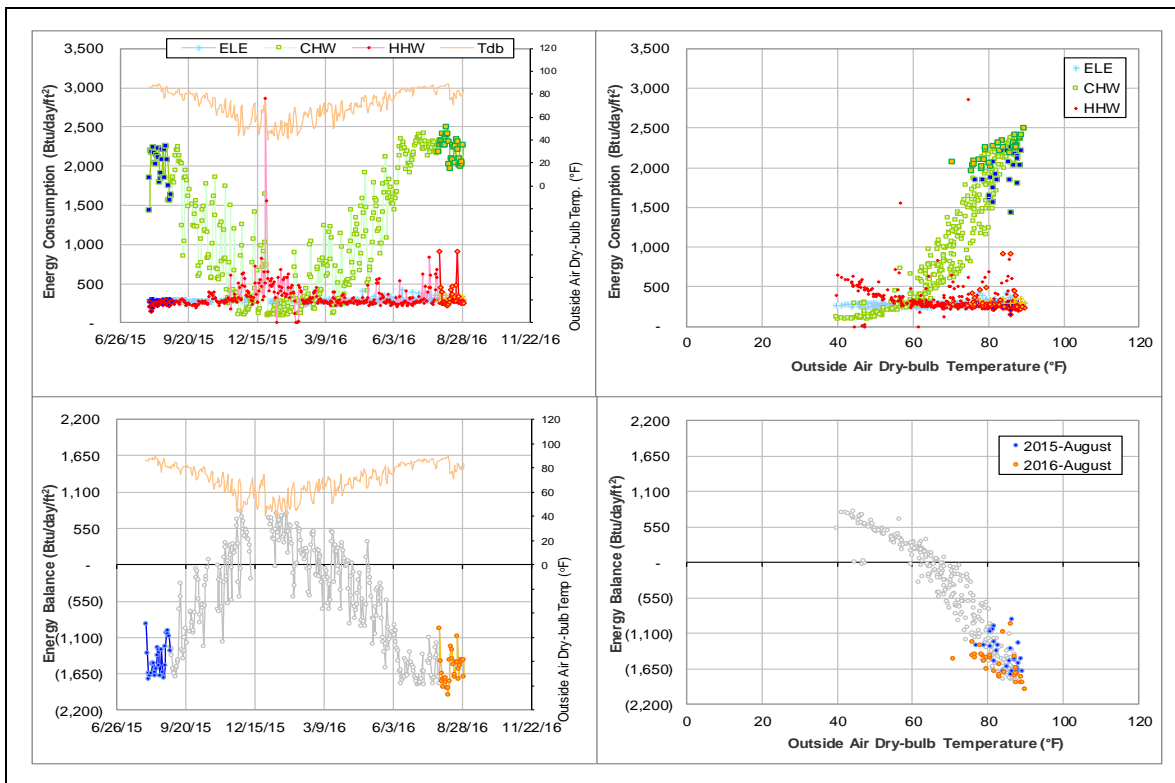 ELE CHW HHW Tdb
3,500
3,000
2,500
2,000
1,500
1,000
500
-
120
100
80
60
40
20
0
6/26/15 9/20/15 12/15/15 3/9/16 6/3/16 8/28/16 11/22/16
Energy Consumption (Btu/day/ft²)
Outside Air Dry-bulb Temp. (°F)
3,500
3,000
2,500
2,000
1,500
1,000
500
-
ELE
CHW
HHW
0 20 40 60 80 100 120
Outside Air Dry-bulb Temperature (°F)
Energy Consumption (Btu/day/ft²)
2,200
1,650
1,100
550
-
(550)
(1,100)
(1,650)
(2,200)
120
100
80
60
40
20
0
6/26/15 9/20/15 12/15/15 3/9/16 6/3/16 8/28/16 11/22/16
Energy Balance (Btu/day/ft²)
Outside Air Dry-bulb Temp (°F)
2,200
1,650
1,100
550
-
(550)
(1,100)
(1,650)
(2,200)
2015-August
2016-August
0 20 40 60 80 100 120
Outside Air Dry-bulb Temperature (°F)
Energy Balance (Btu/day/ft²)